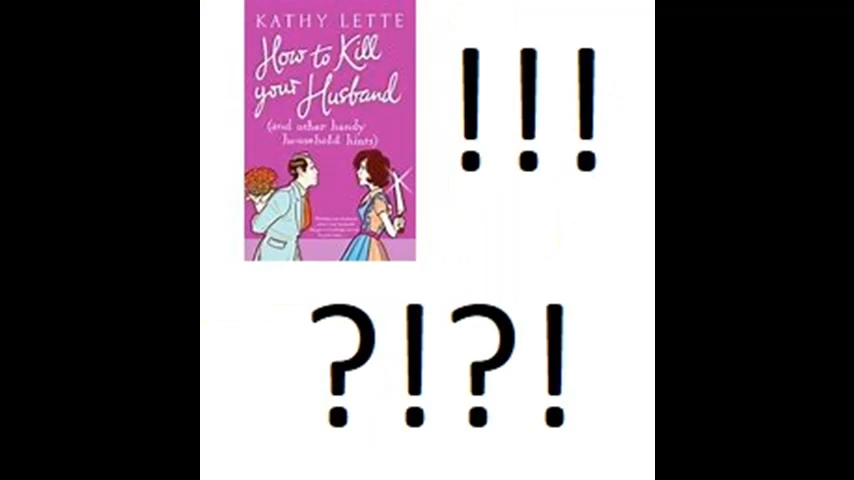 KATHY LETTE
How to Kill
your Husband
(and other handy
household hints)
!!!
?!?!